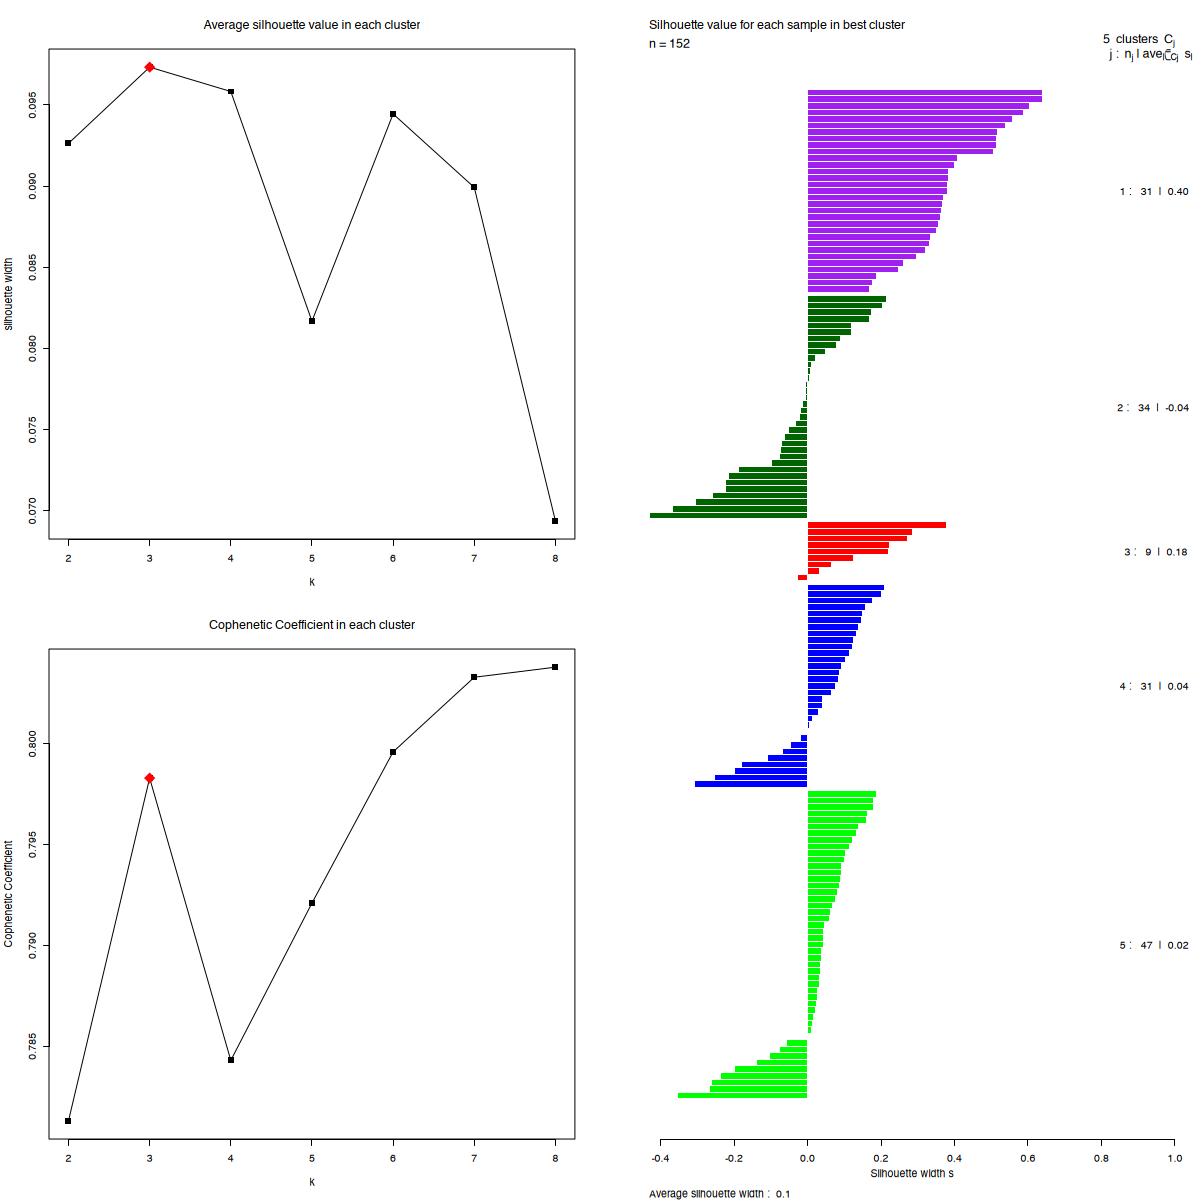 Average silhouette value in each cluster
silhouette width
0.070 0.075 0.080 0.085 0.090 0.095
2 3 4 5 6 7 8
k
Cophenetic Coefficient in each cluster
Cophenetic Coefficient
0.785 0.790 0.795 0.800
2 3 4 5 6 7 8
k
Silhouette value for each sample in best cluster
n = 152
5 clusters Cj
j : nj | avei∈Cj si
1 : 31 | 0.40
2 : 34 | -0.04
3 : 9 | 0.18
4 : 31 | 0.04
5 : 47 | 0.02
-0.4 -0.2 0.0 0.2 0.4 0.6 0.8 1.0
Silhouette width s
Average silhouette width : 0.1